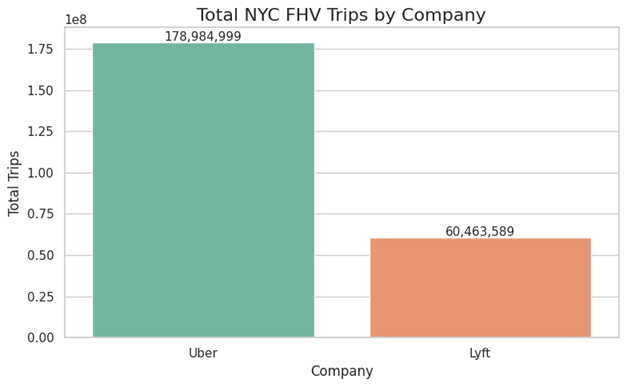 Total NYC FHV Trips by Company
1e8
178,984,999
1.75
1.50
1.25
1.00
0.75
60,463,589
0.50
0.25
0.00
Total Trips
Uber
Lyft
Company